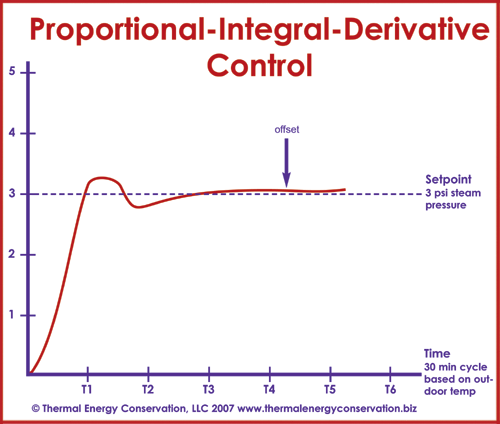 Proportional-Integral-Derivative
Control
5
4
offset
Setpoint
3 psi steam
pressure
3
2
1
Time
30 min cycle
based on out-
door temp
T1 T2 T3 T4 T5 T6
© Thermal Energy Conservation, LLC 2007 www.thermalenergyconservation.biz